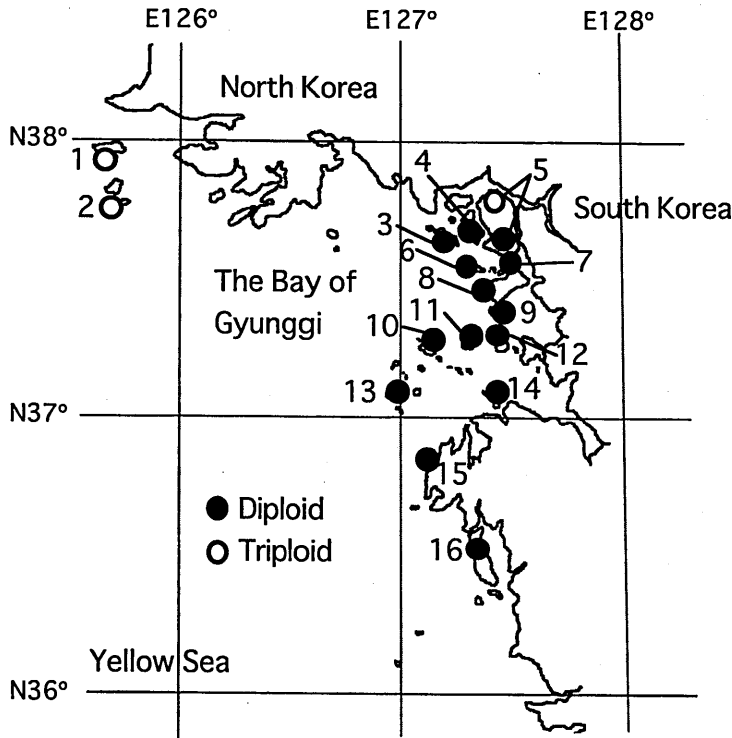 E126° E127° E128°
North Korea
N38°
1
4 5
2
South Korea
3
6 7
The Bay of
Gyunggi
8
9
10 11
12
13 14
N37°
15
Diploid
Triploid
16
Yellow Sea
N36°